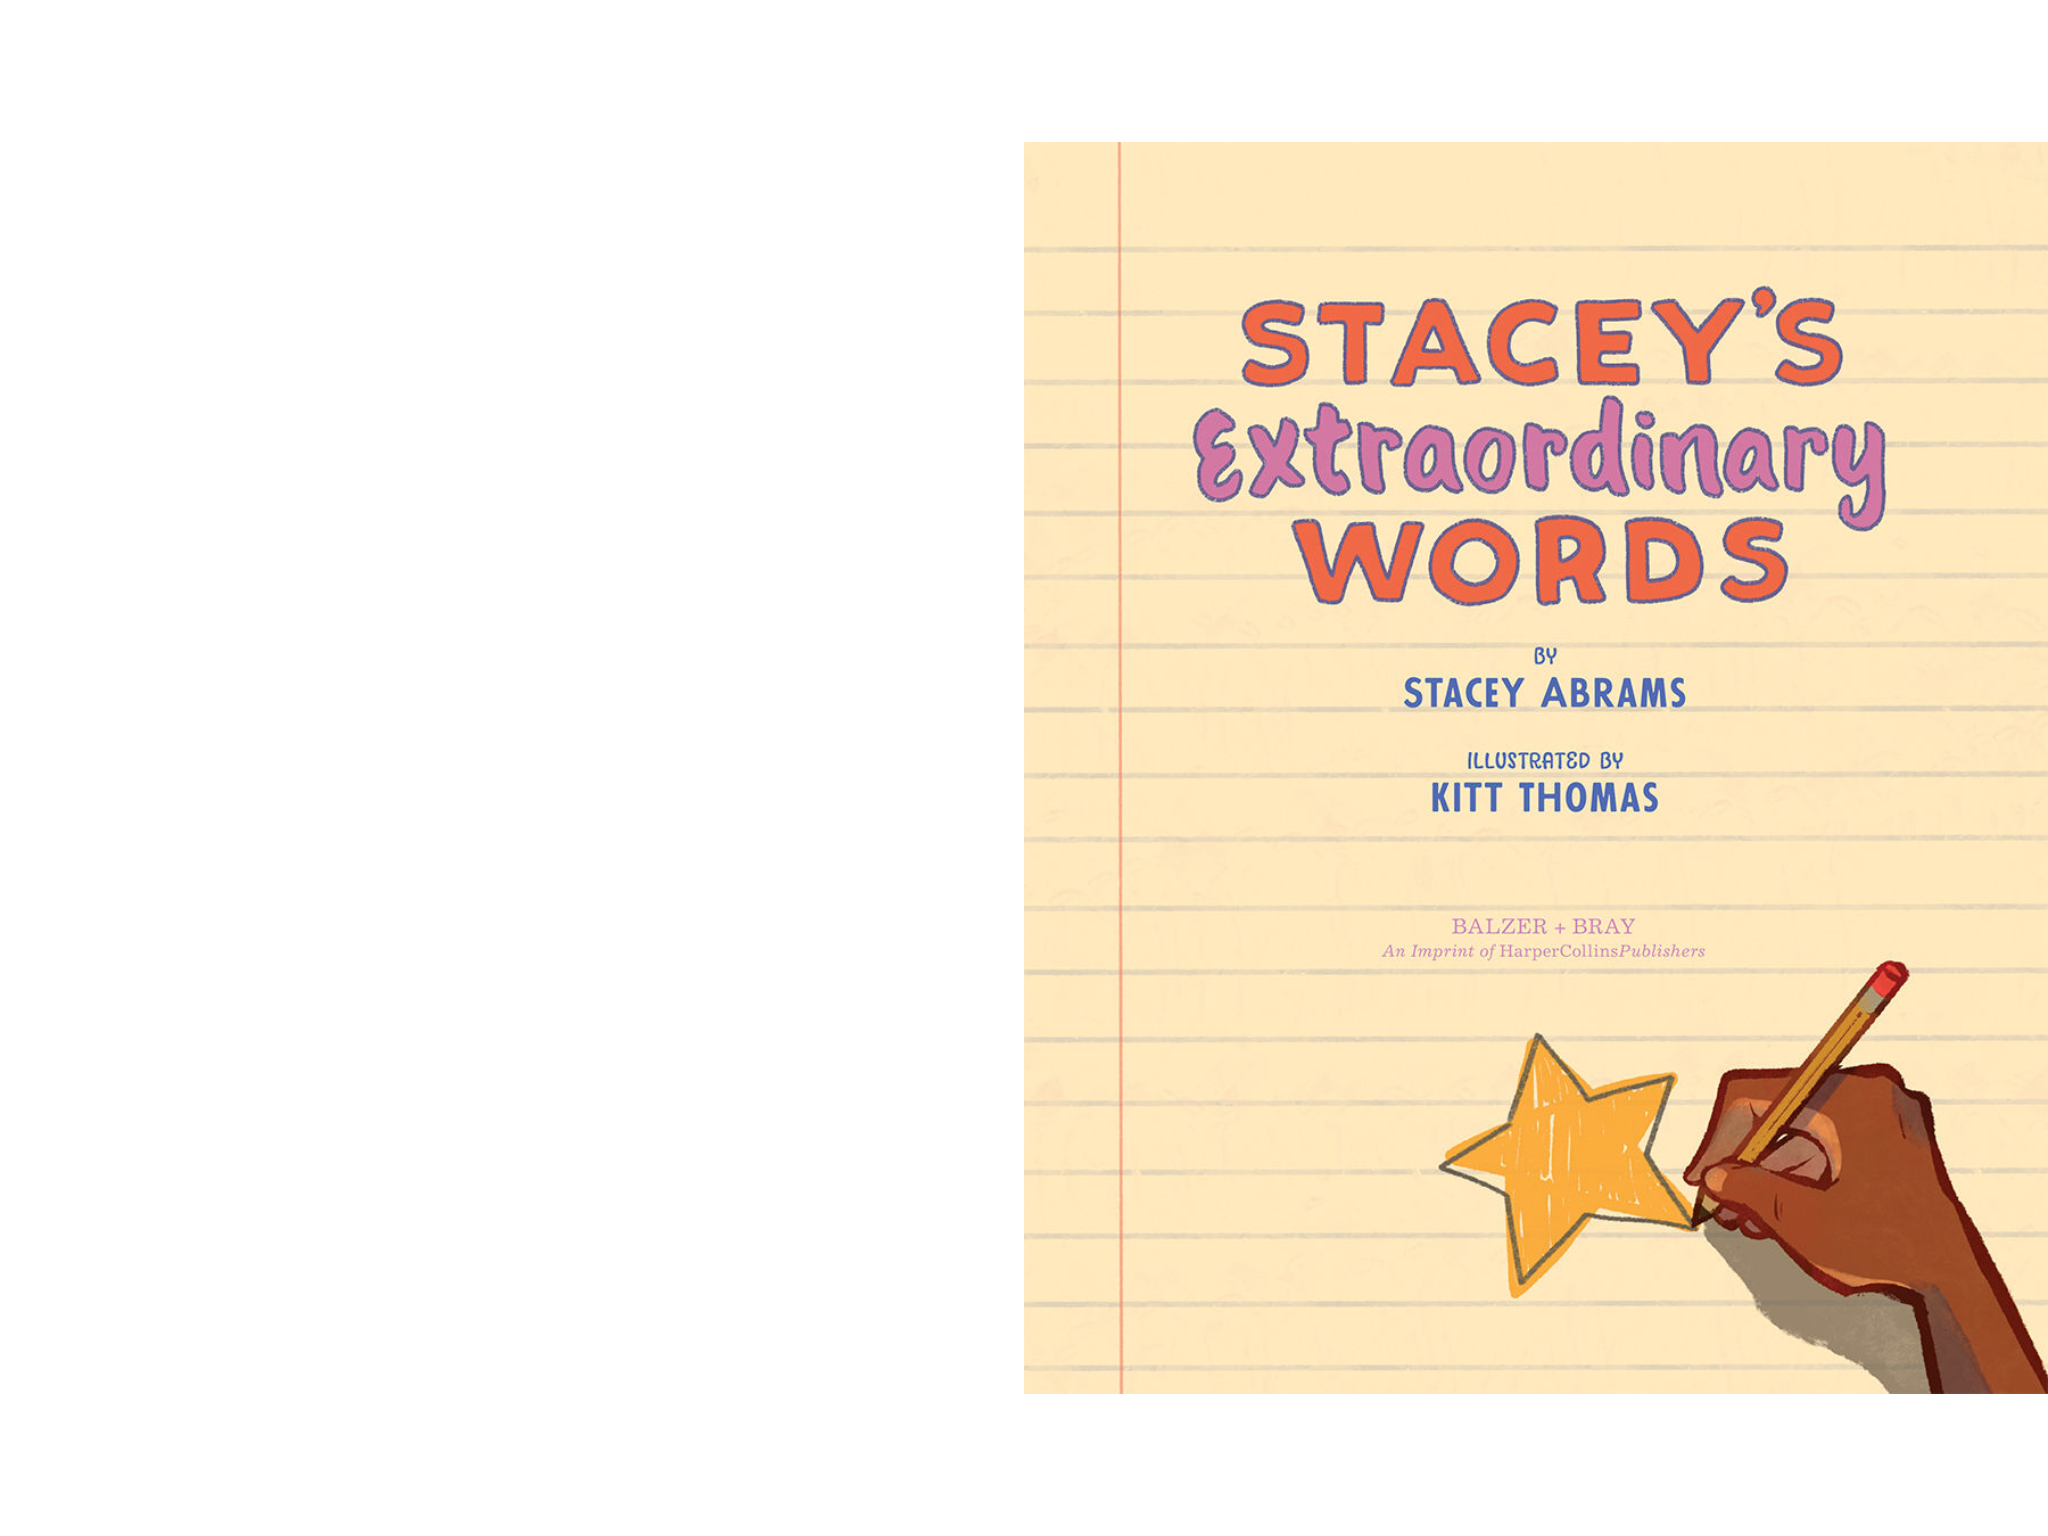 STACEY'S
Extraordinary
WORDS
BY
STACEY ABRAMS
ILLUSTRATED BY
KITT THOMAS
BALZER + BRAY
An Imprint of HarperCollinsPublishers